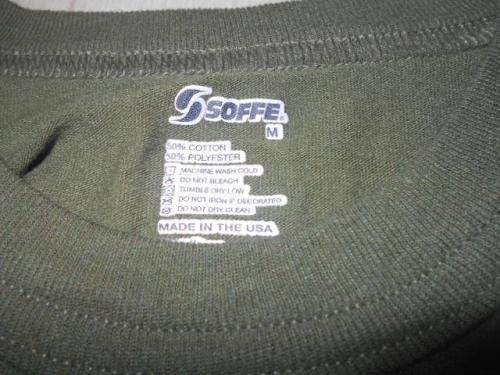 SOFFE
M
50% COTTON
50% POLYESTER
MACHINE WASH COLD
DO NOT BLEACH
TUMBLE DRY LOW
DO NOT IRON IF DECORATED
DO NOT DRY CLEAN
MADE IN THE USA